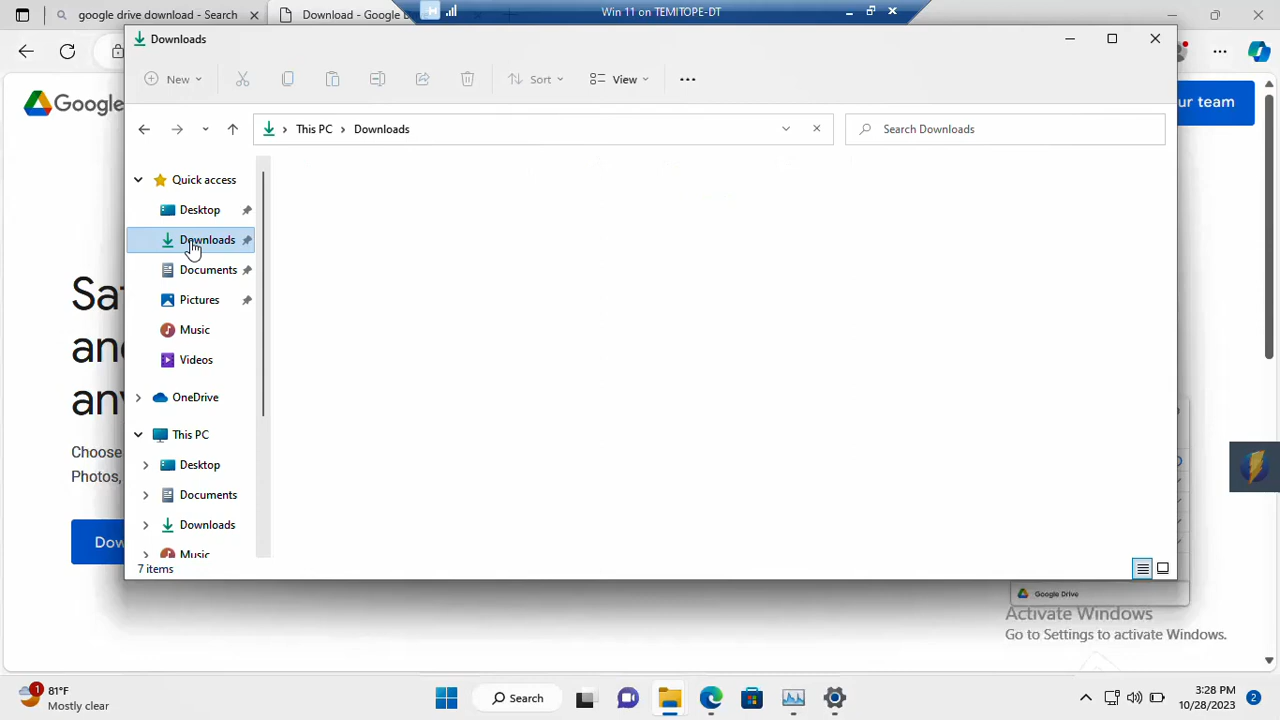 google drive download - Search
Download - Google D
Win 11 on TEMITOPE-DT
Downloads
New
Sort
View
This PC
Downloads
Search Downloads
Google
ur team
Quick access
Desktop
Downloads
Documents
Pictures
Music
Videos
OneDrive
This PC
Desktop
Documents
Downloads
Music
7 items
Choose
Photos,
Dow
Google Drive
Activate Windows
Go to Settings to activate Windows.
1
81°F
Mostly clear
Search
3:28 PM
10/28/2023
2